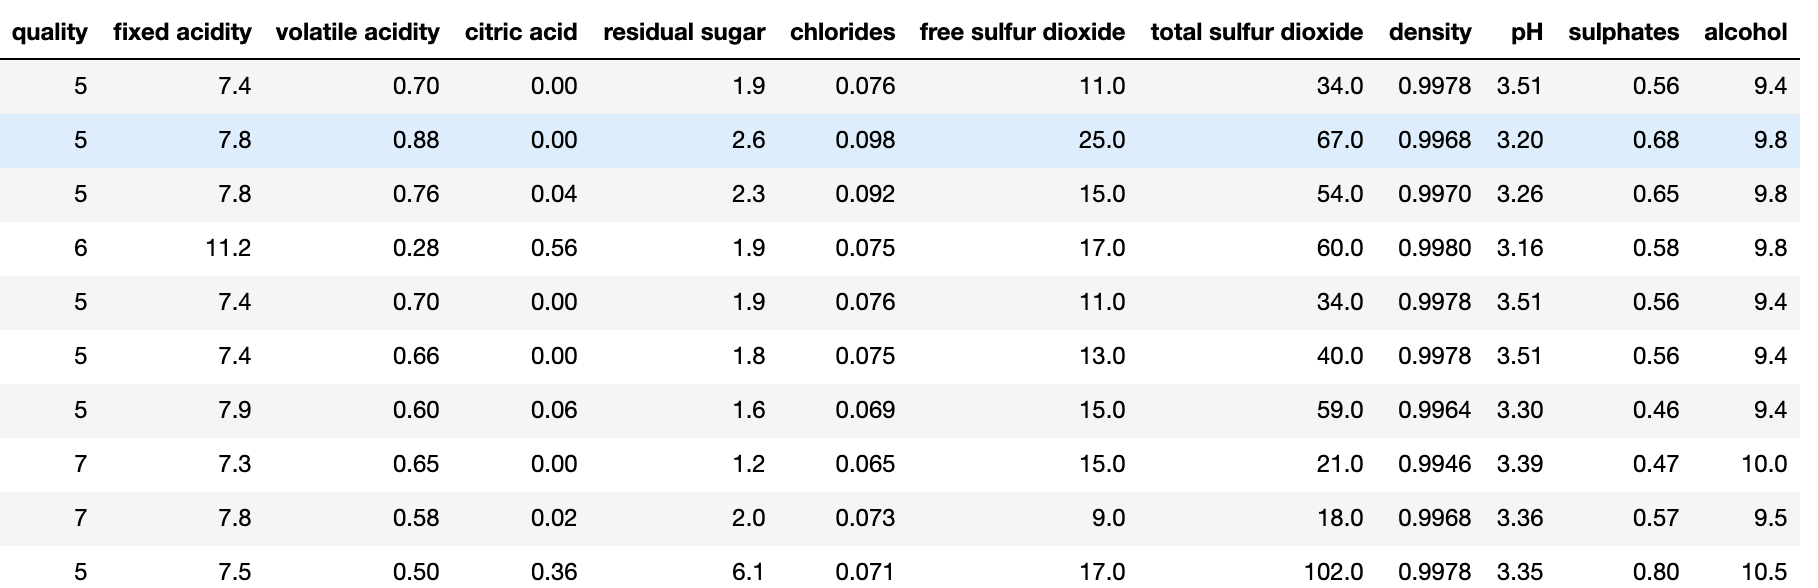 quality fixed acidity volatile acidity citric acid residual sugar chlorides free sulfur dioxide total sulfur dioxide density pH sulphates alcohol
5 7.4 0.70 0.00 1.9 0.076 11.0 34.0 0.9978 3.51 0.56 9.4
5 7.8 0.88 0.00 2.6 0.098 25.0 67.0 0.9968 3.20 0.68 9.8
5 7.8 0.76 0.04 2.3 0.092 15.0 54.0 0.9970 3.26 0.65 9.8
6 11.2 0.28 0.56 1.9 0.075 17.0 60.0 0.9980 3.16 0.58 9.8
5 7.4 0.70 0.00 1.9 0.076 11.0 34.0 0.9978 3.51 0.56 9.4
5 7.4 0.66 0.00 1.8 0.075 13.0 40.0 0.9978 3.51 0.56 9.4
5 7.9 0.60 0.06 1.6 0.069 15.0 59.0 0.9964 3.30 0.46 9.4
7 7.3 0.65 0.00 1.2 0.065 15.0 21.0 0.9946 3.39 0.47 10.0
7 7.8 0.58 0.02 2.0 0.073 9.0 18.0 0.9968 3.36 0.57 9.5
5 7.5 0.50 0.36 6.1 0.071 17.0 102.0 0.9978 3.35 0.80 10.5